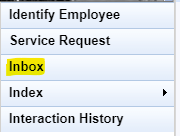 Identify Employee
Service Request
Inbox
Index
Interaction History